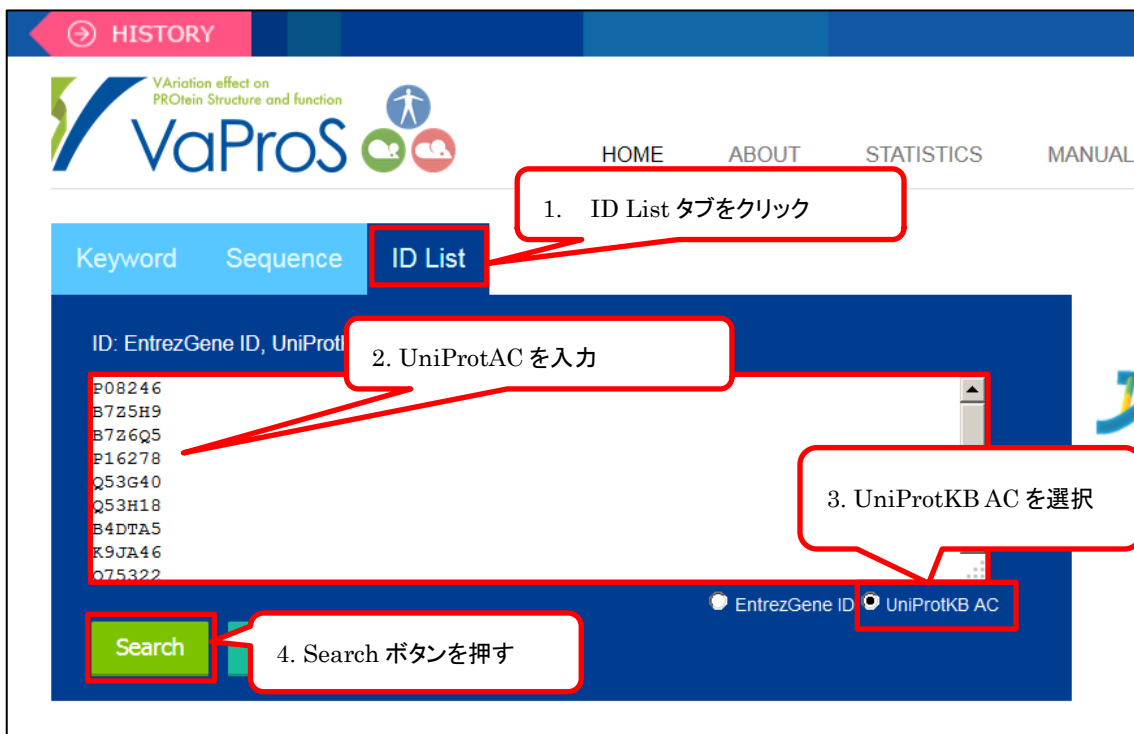 HISTORY
VAriation effect on
PROtein Structure and function
VaProS
HOME ABOUT STATISTICS MANUAL
1. ID List タブをクリック
Keyword Sequence ID List
ID: EntrezGene ID, UniProt
2. UniProtAC を入力
P08246
B7Z5H9
B7Z6Q5
P16278
Q53G40
Q53H18
B4DTA5
K9JA46
O75322
3. UniProtKB AC を選択
EntrezGene ID UniProtKB AC
Search
4. Search ボタンを押す